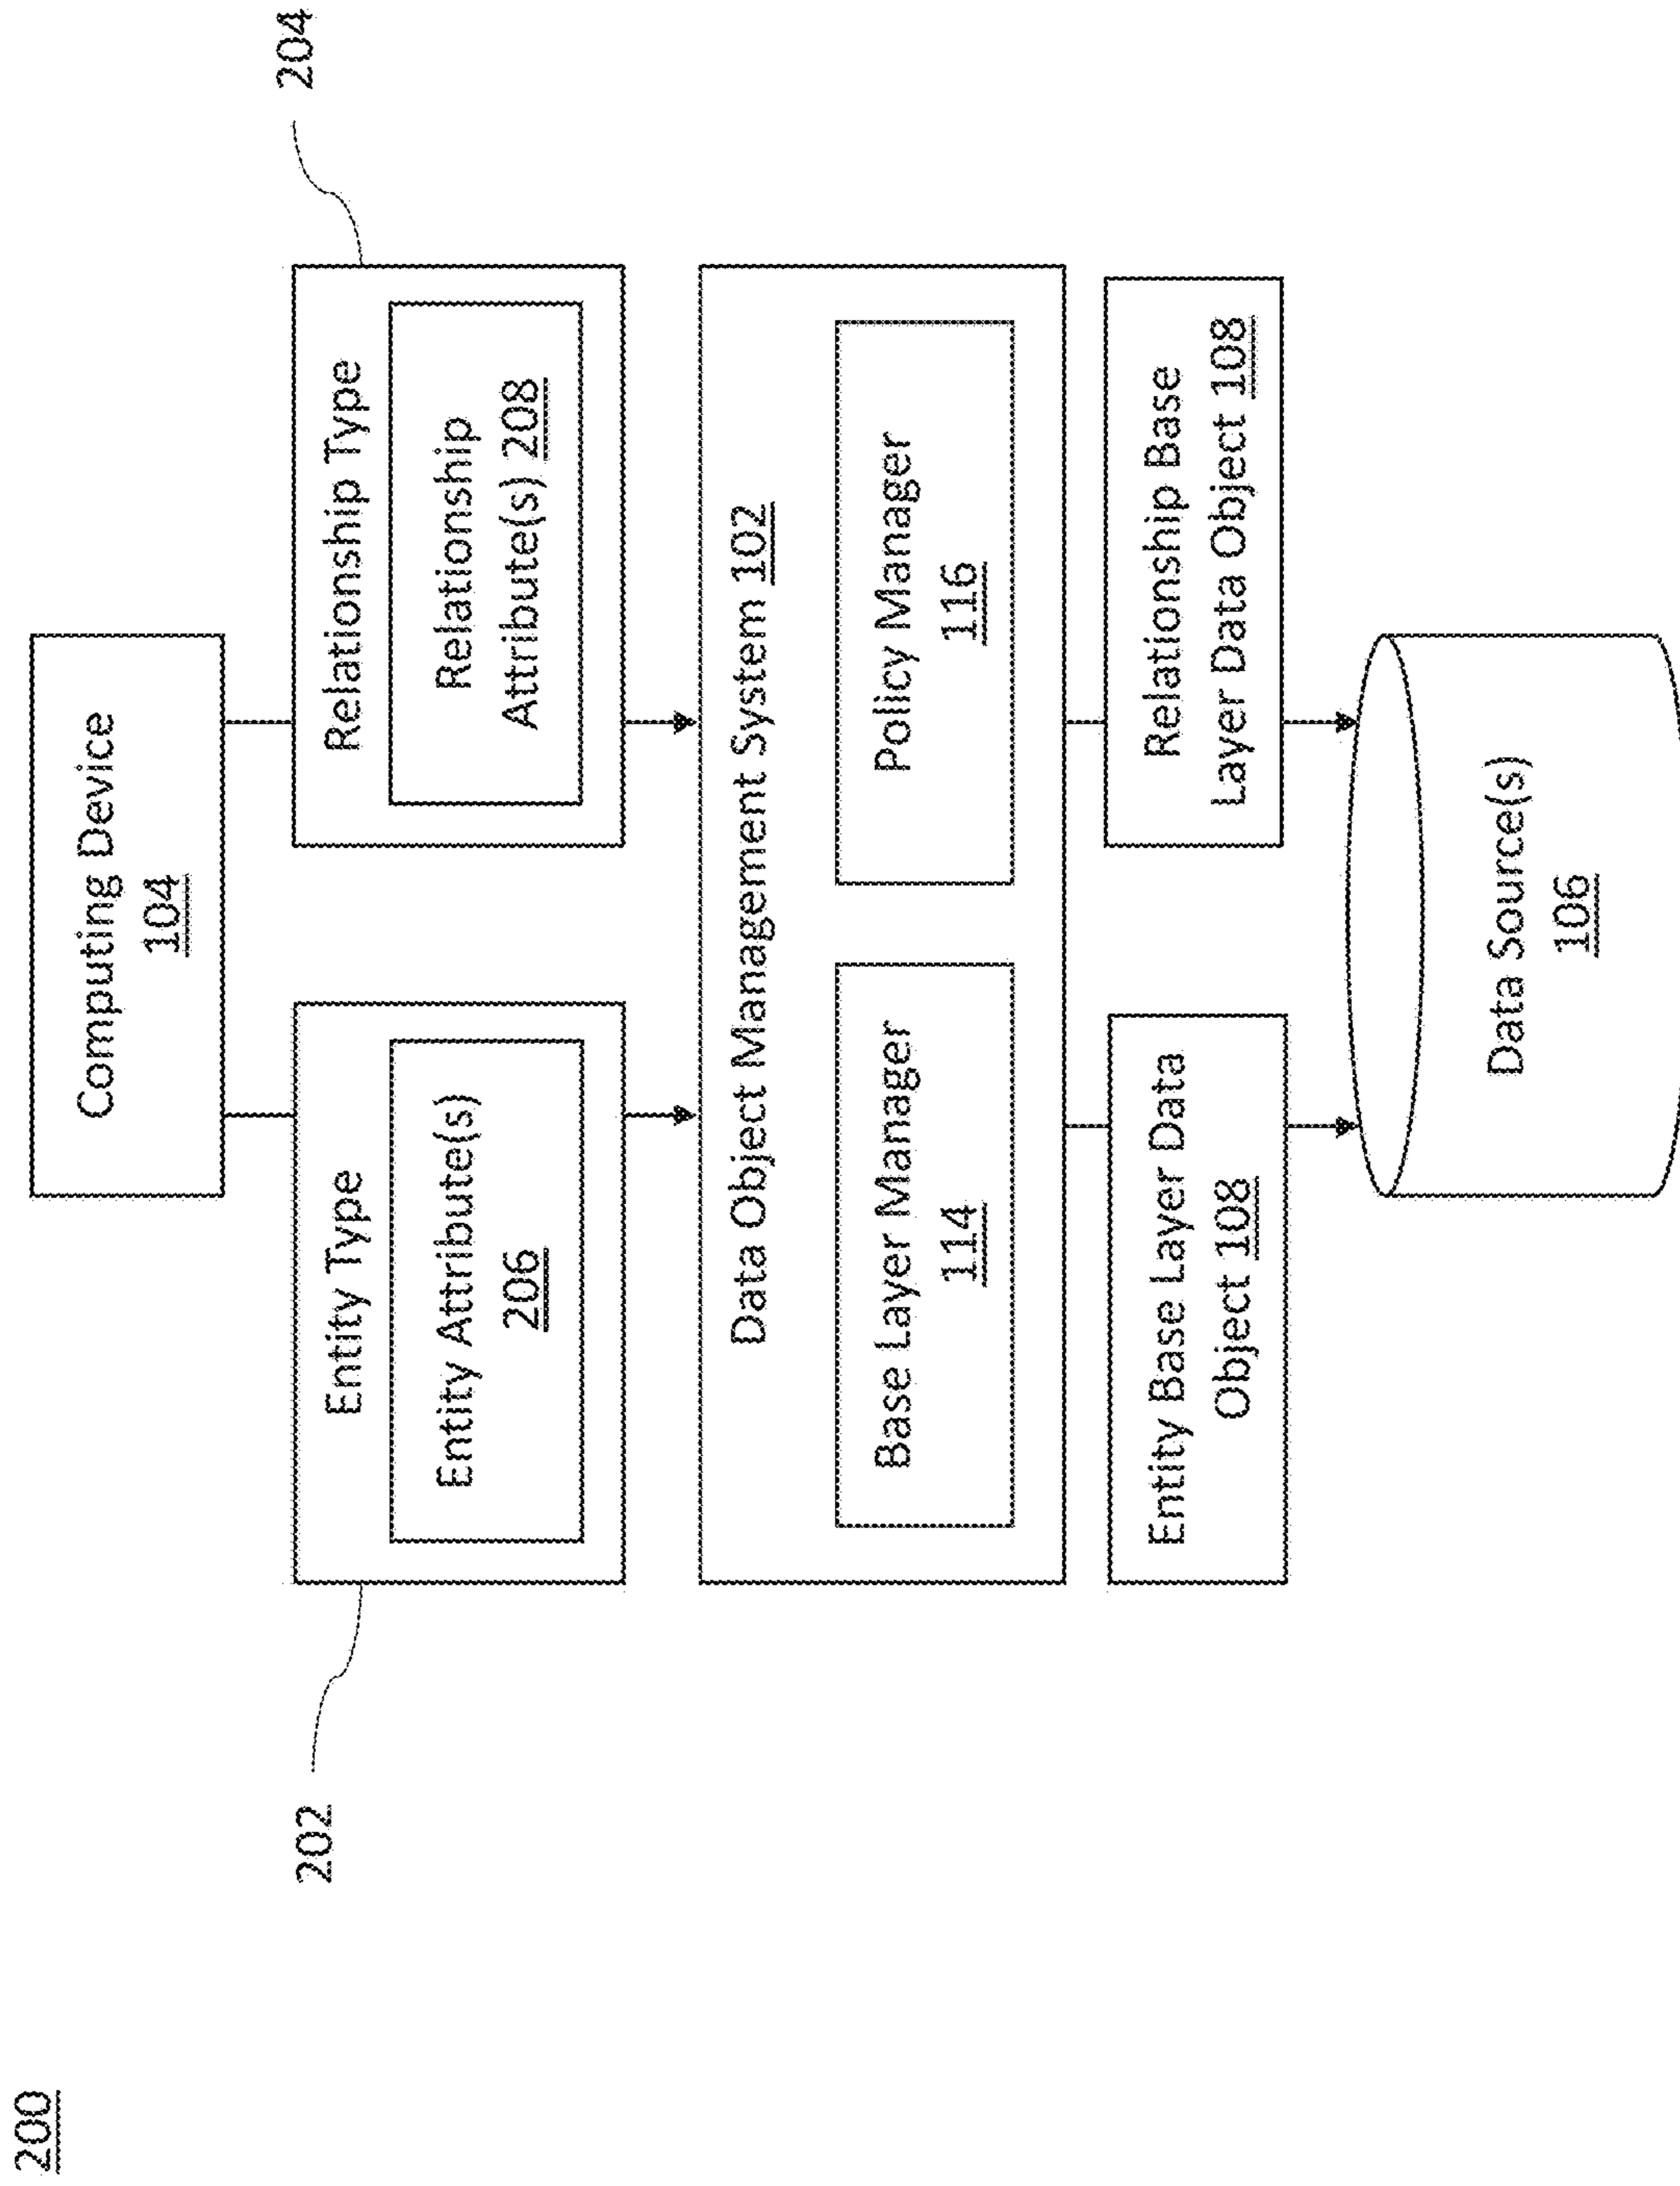 200
Computing Device
104
202
Entity Type
Entity Attribute(s)
206
204
Relationship Type
Relationship
Attribute(s) 208
Data Object Management System 102
Base Layer Manager
114
Policy Manager
116
Entity Base Layer Data
Object 108
Relationship Base
Layer Data Object 108
Data Source(s)
106